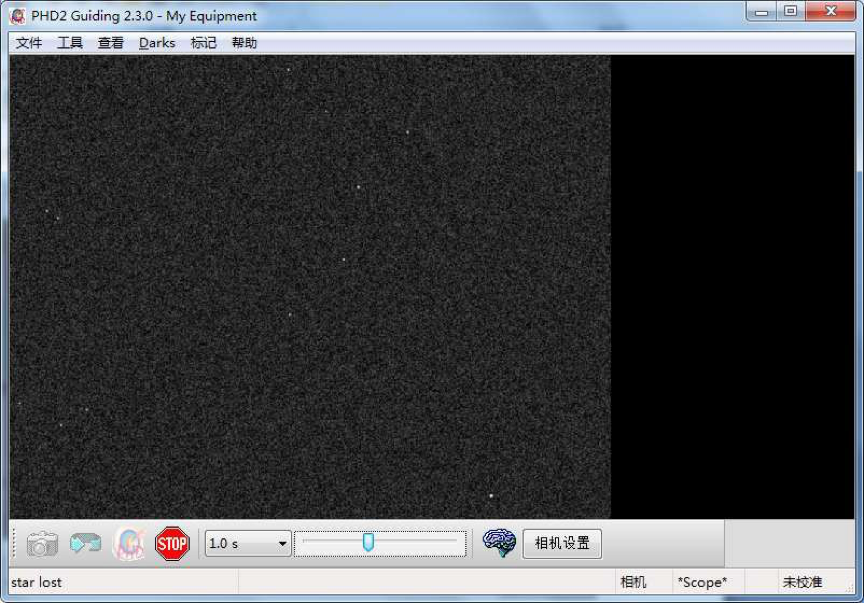 PHD2 Guiding 2.3.0 - My Equipment
文件 工具 查看 Darks 标记 帮助
STOP 1.0 s 相机设置
star lost 相机 *Scope* 未校准